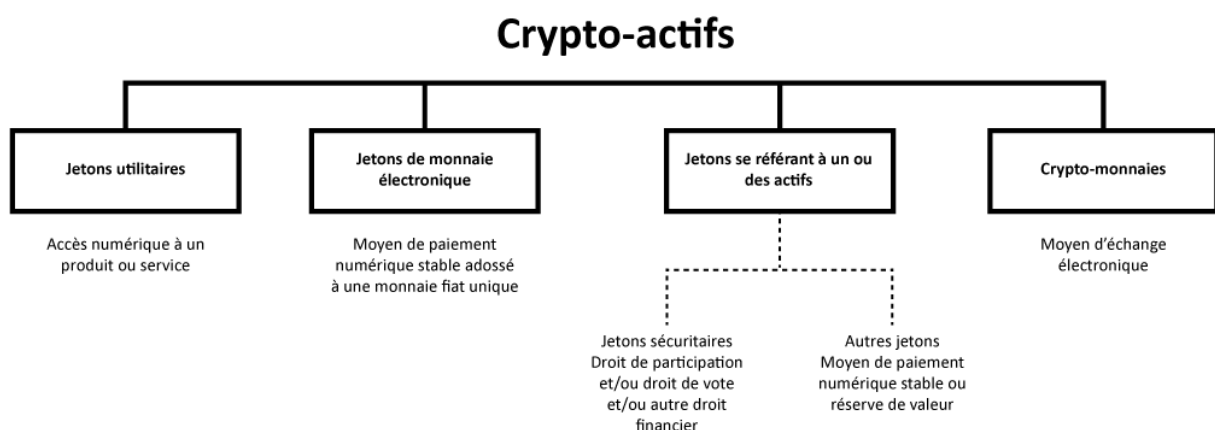 Crypto-actifs
Jetons utilitaires
Accès numérique à un
produit ou service
Jetons de monnaie
électronique
Moyen de paiement
numérique stable adossé
à une monnaie fiat unique
Jetons se référant à un ou
des actifs
Jetons sécuritaires
Droit de participation
et/ou droit de vote
et/ou autre droit
financier
Autres jetons
Moyen de paiement
numérique stable ou
réserve de valeur
Crypto-monnaies
Moyen d’échange
électronique